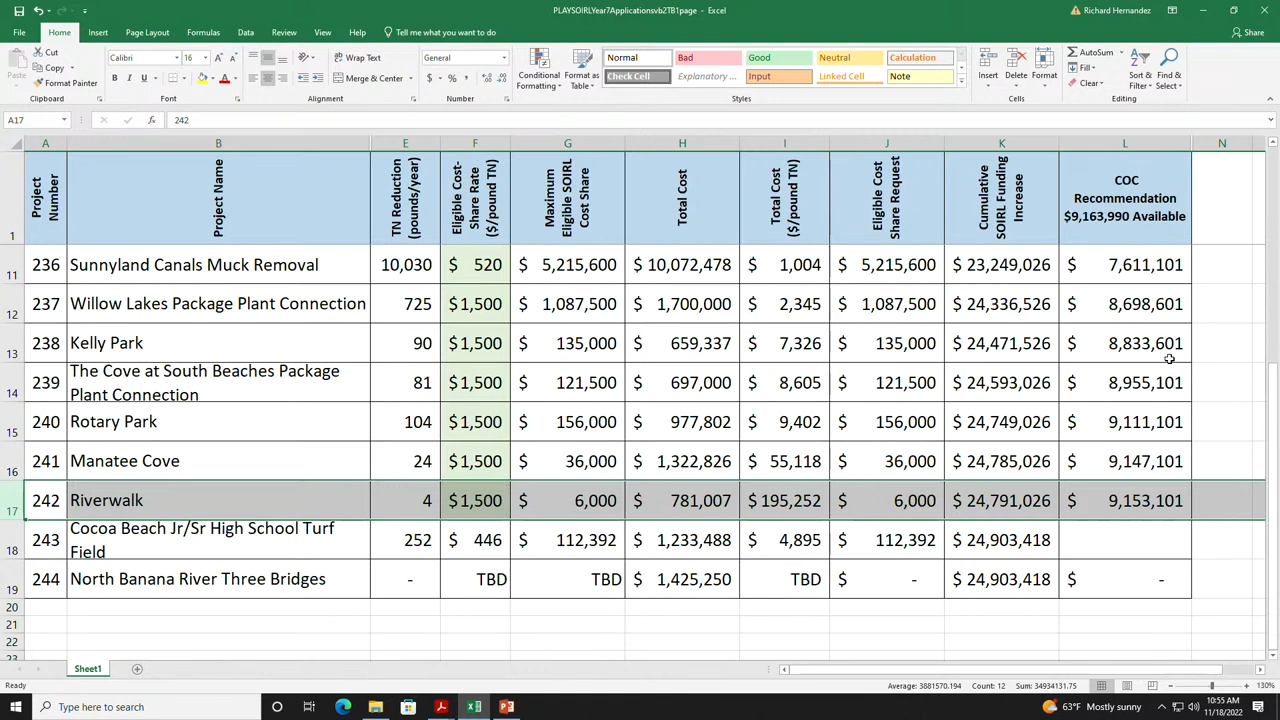 PLAYSOIRLYear7Applicationsvb2TB1page - Excel
Richard Hernandez
File Home Insert Page Layout Formulas Data Review View Help Tell me what you want to do Share
Cut
Copy
Paste
Format Painter
Clipboard
Calibri 16
B I U
Font
Wrap Text
Merge & Center
Alignment
General
$ %
Number
Conditional Formatting
Format as Table
Normal Bad Good Neutral Calculation
Check Cell Explanatory ... Input Linked Cell Note
Styles
Insert Delete Format
Cells
AutoSum
Fill
Clear
Sort & Filter
Find & Select
Editing
A17 fx 242
A B E F G H I J K L N
1
Project Number
Project Name
TN Reduction (pounds/year)
Eligible Cost-Share Rate ($/pound TN)
Maximum Eligible SOIRL Cost Share
Total Cost
Total Cost ($/pound TN)
Eligible Cost Share Request
Cumulative SOIRL Funding Increase
COC Recommendation $9,163,990 Available
11 236 Sunnyland Canals Muck Removal 10,030 $ 520 $ 5,215,600 $ 10,072,478 $ 1,004 $ 5,215,600 $ 23,249,026 $ 7,611,101
12 237 Willow Lakes Package Plant Connection 725 $ 1,500 $ 1,087,500 $ 1,700,000 $ 2,345 $ 1,087,500 $ 24,336,526 $ 8,698,601
13 238 Kelly Park 90 $ 1,500 $ 135,000 $ 659,337 $ 7,326 $ 135,000 $ 24,471,526 $ 8,833,601
14 239 The Cove at South Beaches Package Plant Connection 81 $ 1,500 $ 121,500 $ 697,000 $ 8,605 $ 121,500 $ 24,593,026 $ 8,955,101
15 240 Rotary Park 104 $ 1,500 $ 156,000 $ 977,802 $ 9,402 $ 156,000 $ 24,749,026 $ 9,111,101
16 241 Manatee Cove 24 $ 1,500 $ 36,000 $ 1,322,826 $ 55,118 $ 36,000 $ 24,785,026 $ 9,147,101
17 242 Riverwalk 4 $ 1,500 $ 6,000 $ 781,007 $ 195,252 $ 6,000 $ 24,791,026 $ 9,153,101
18 243 Cocoa Beach Jr/Sr High School Turf Field 252 $ 446 $ 112,392 $ 1,233,488 $ 4,895 $ 112,392 $ 24,903,418
19 244 North Banana River Three Bridges - TBD TBD $ 1,425,250 TBD $ - $ 24,903,418 $ -
20
21
22
23
Sheet1
Ready
Average: 3881570.194 Count: 12 Sum: 34934131.75
130%
Type here to search
63°F Mostly sunny
10:55 AM
11/18/2022